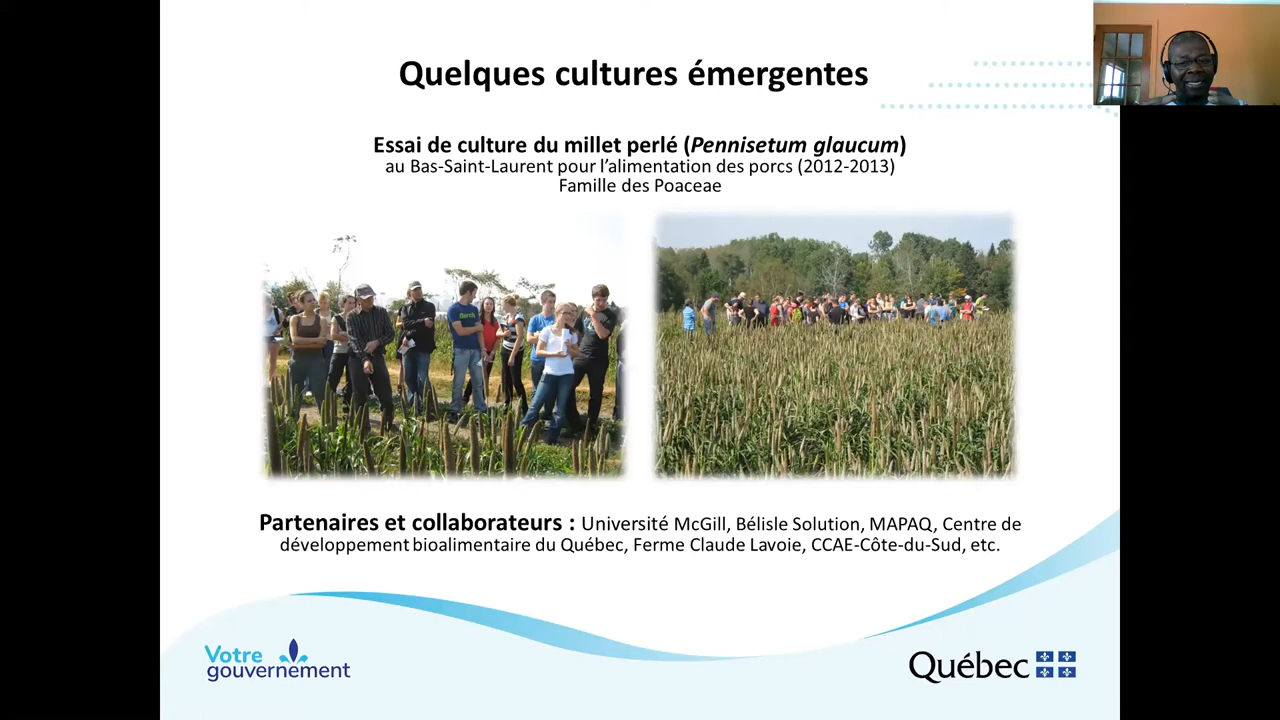 Quelques cultures émergentes
Essai de culture du millet perlé (Pennisetum glaucum)
au Bas-Saint-Laurent pour l’alimentation des porcs (2012-2013)
Famille des Poaceae
Partenaires et collaborateurs : Université McGill, Bélisle Solution, MAPAQ, Centre de
développement bioalimentaire du Québec, Ferme Claude Lavoie, CCAE-Côte-du-Sud, etc.
Votre
gouvernement
Québec